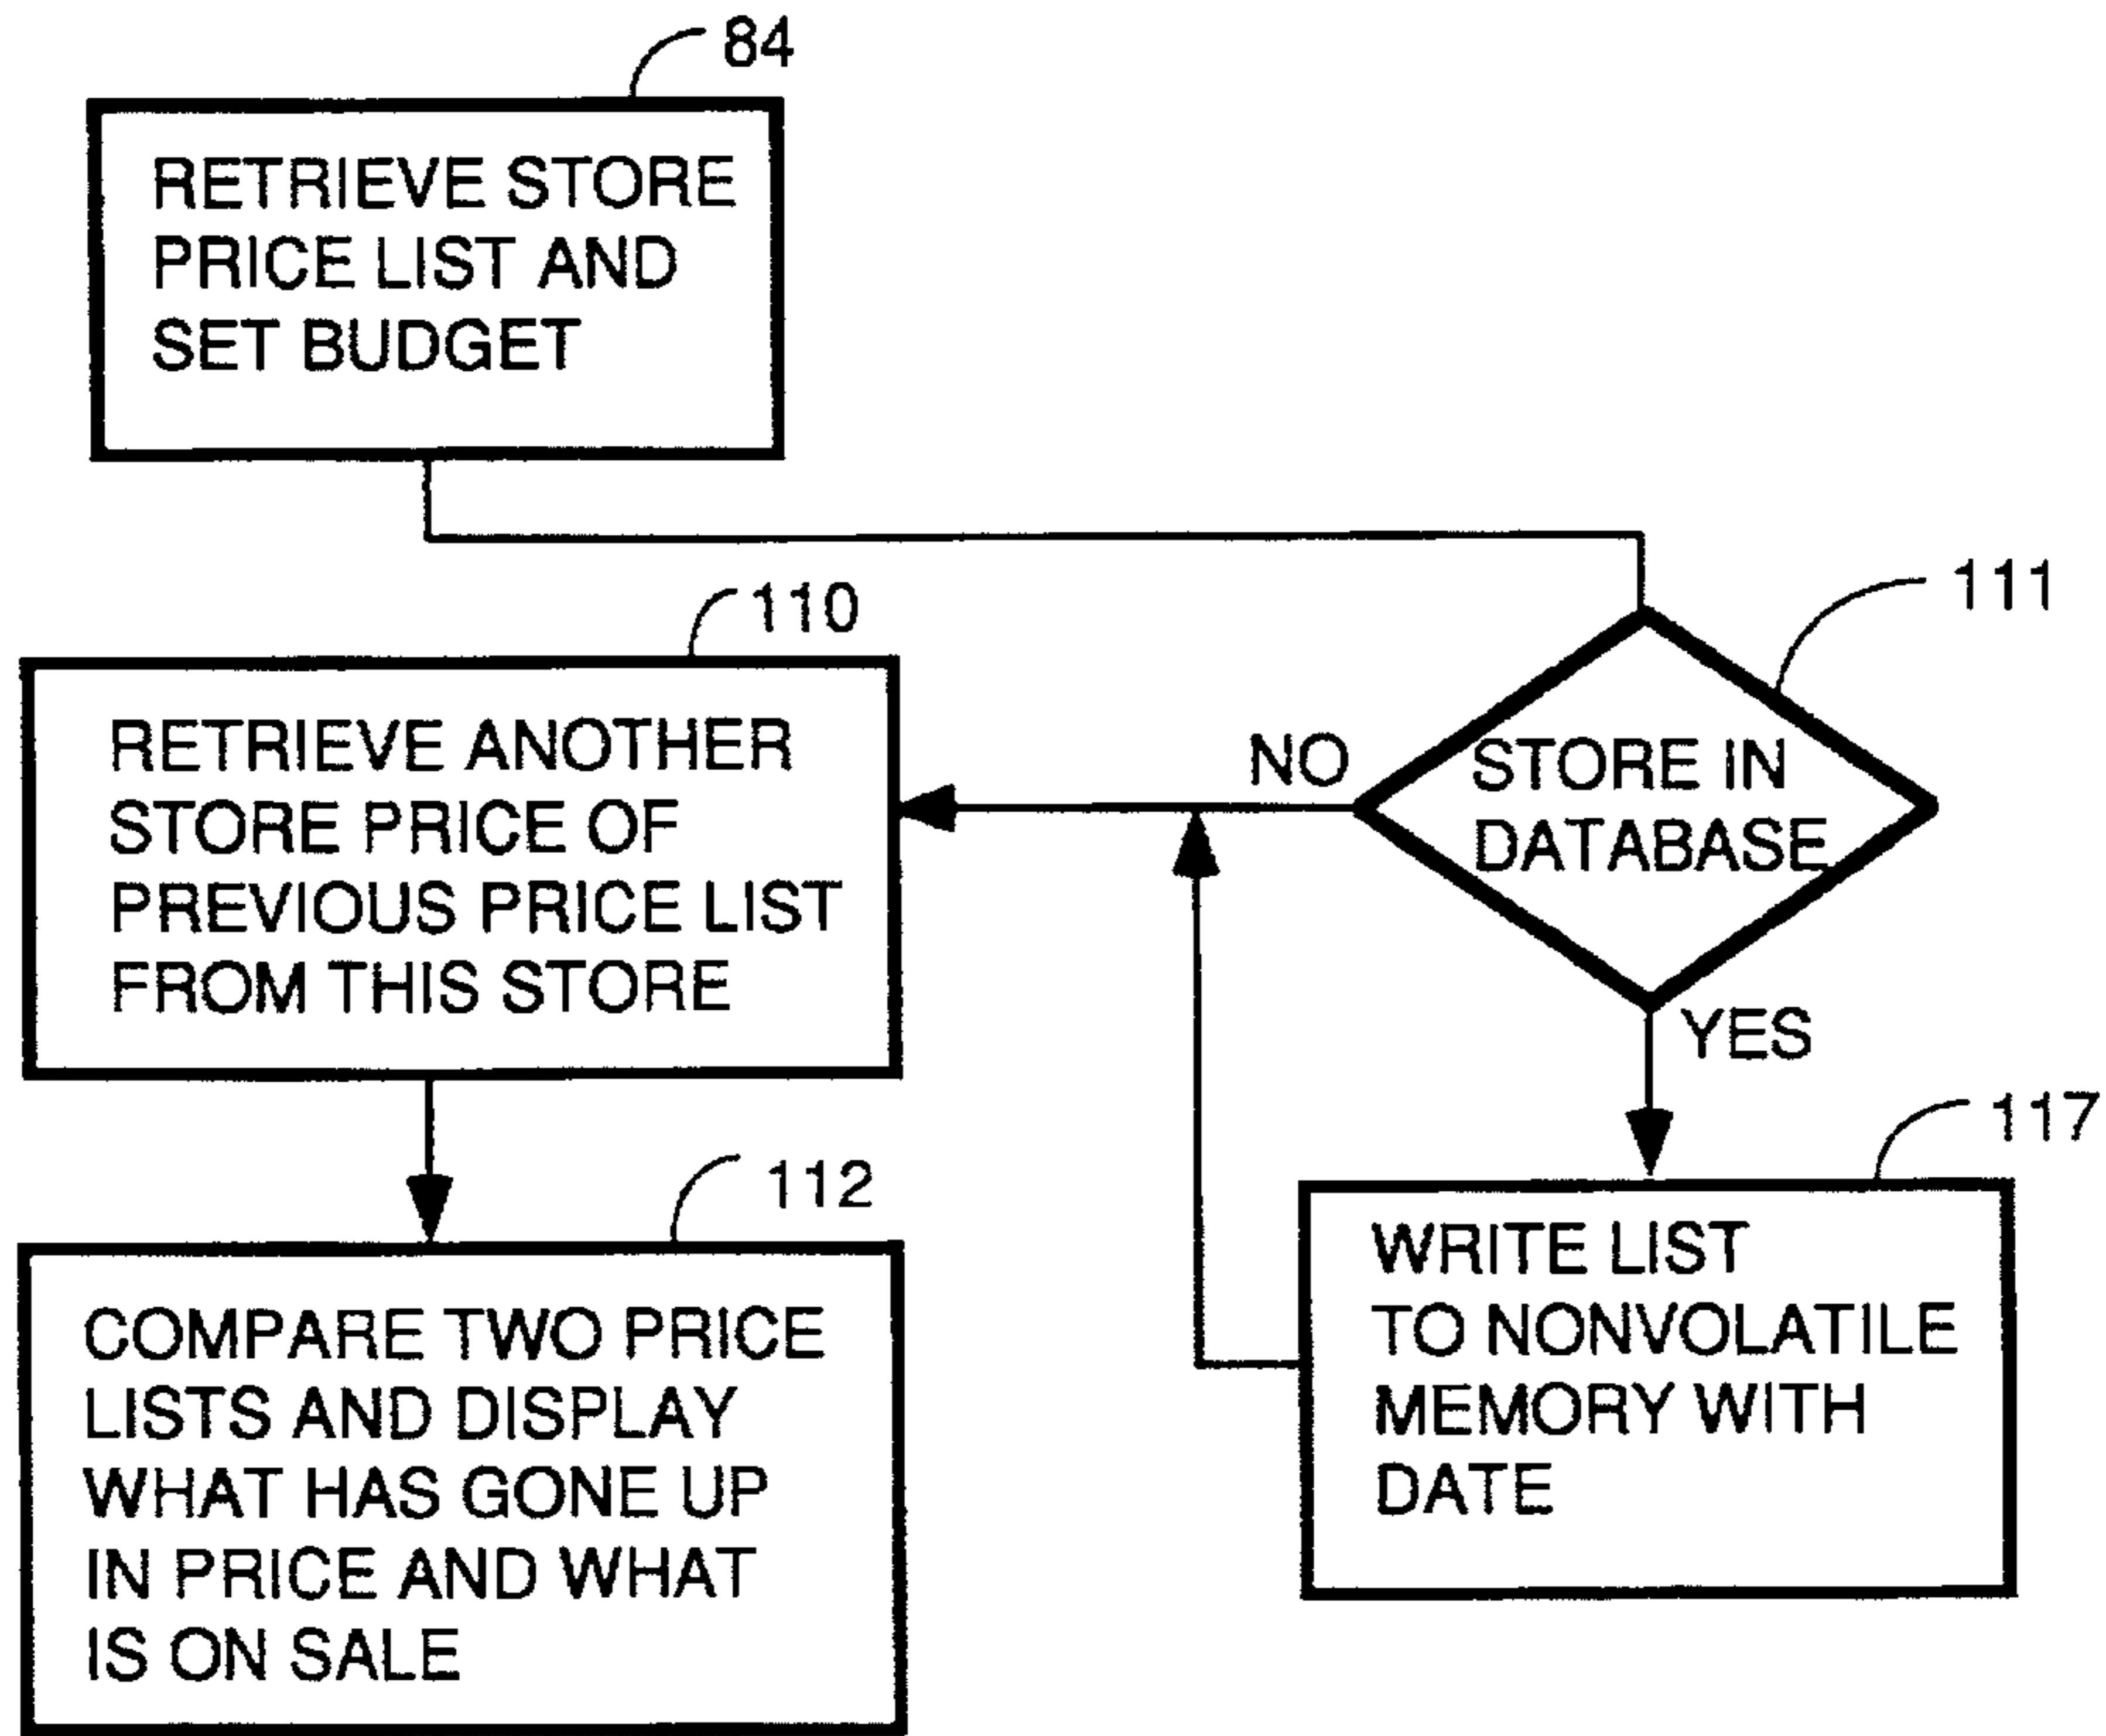 84
RETRIEVE STORE
PRICE LIST AND
SET BUDGET
110
RETRIEVE ANOTHER
STORE PRICE OF
PREVIOUS PRICE LIST
FROM THIS STORE
111
NO
STORE IN
DATABASE
YES
112
COMPARE TWO PRICE
LISTS AND DISPLAY
WHAT HAS GONE UP
IN PRICE AND WHAT
IS ON SALE
117
WRITE LIST
TO NONVOLATILE
MEMORY WITH
DATE